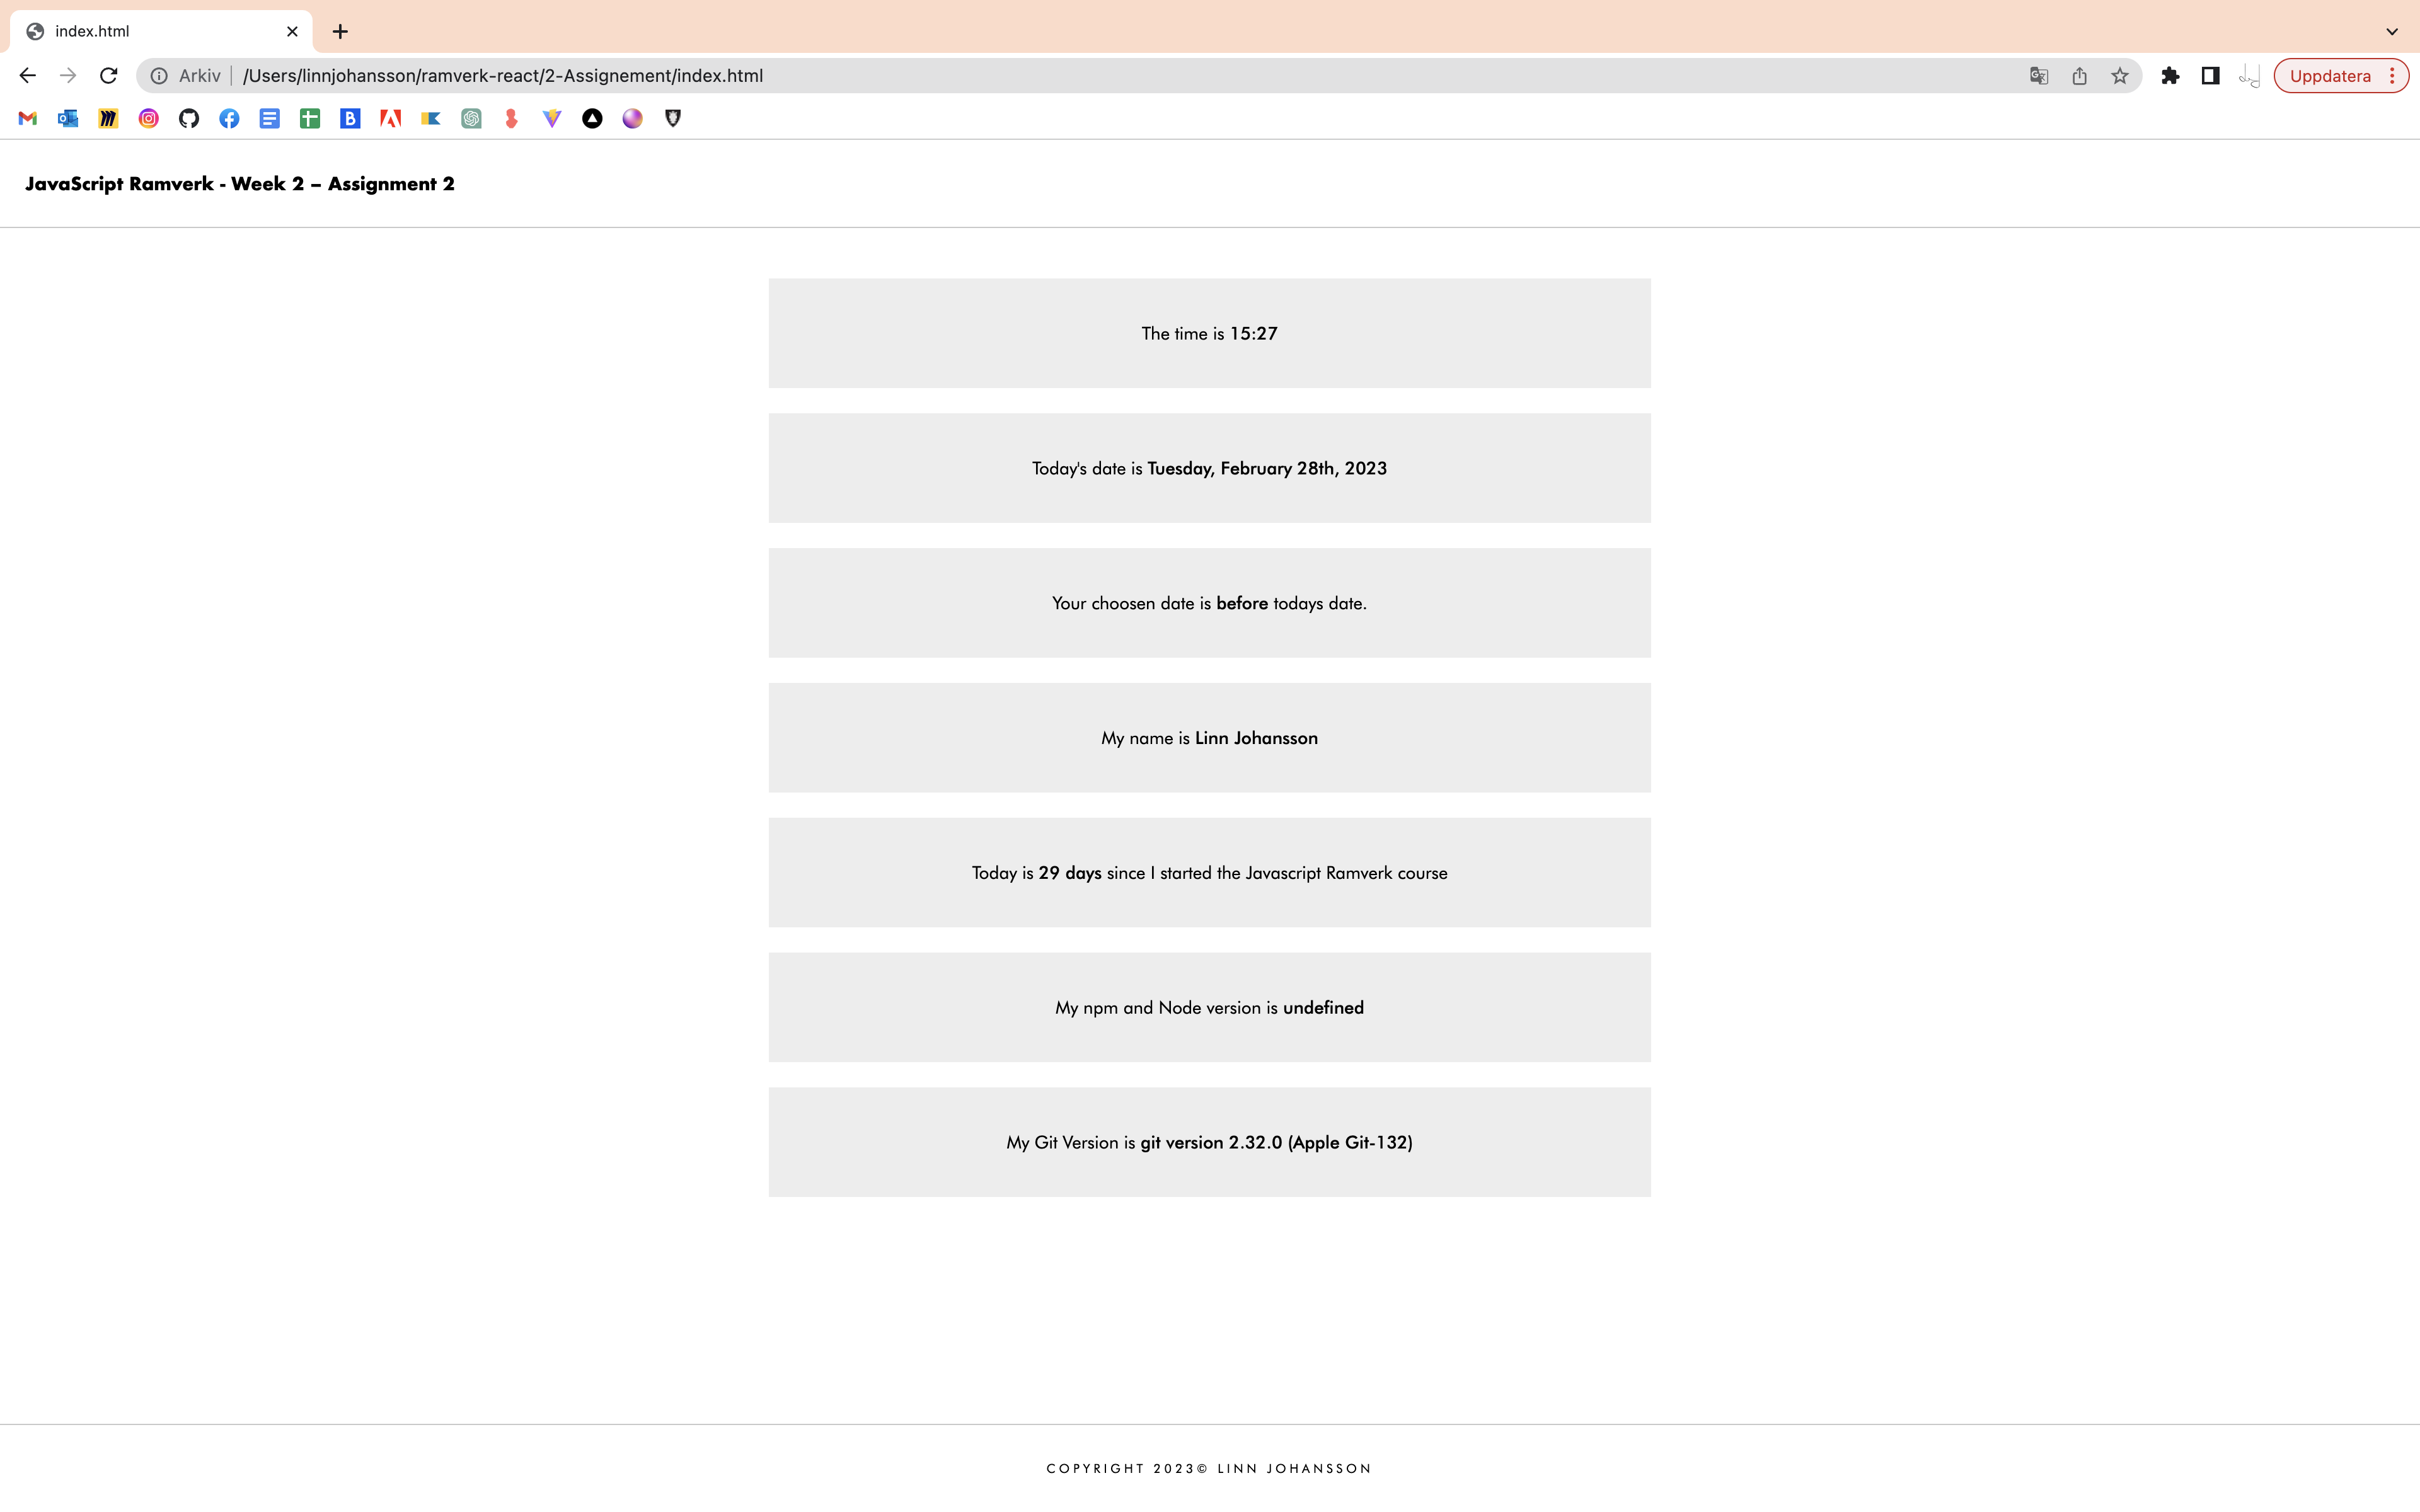 index.html
Arkiv /Users/linnjohansson/ramverk-react/2-Assignement/index.html Uppdatera
JavaScript Ramverk - Week 2 – Assignment 2
The time is 15:27
Today's date is Tuesday, February 28th, 2023
Your choosen date is before todays date.
My name is Linn Johansson
Today is 29 days since I started the Javascript Ramverk course
My npm and Node version is undefined
My Git Version is git version 2.32.0 (Apple Git-132)
COPYRIGHT 2023© LINN JOHANSSON